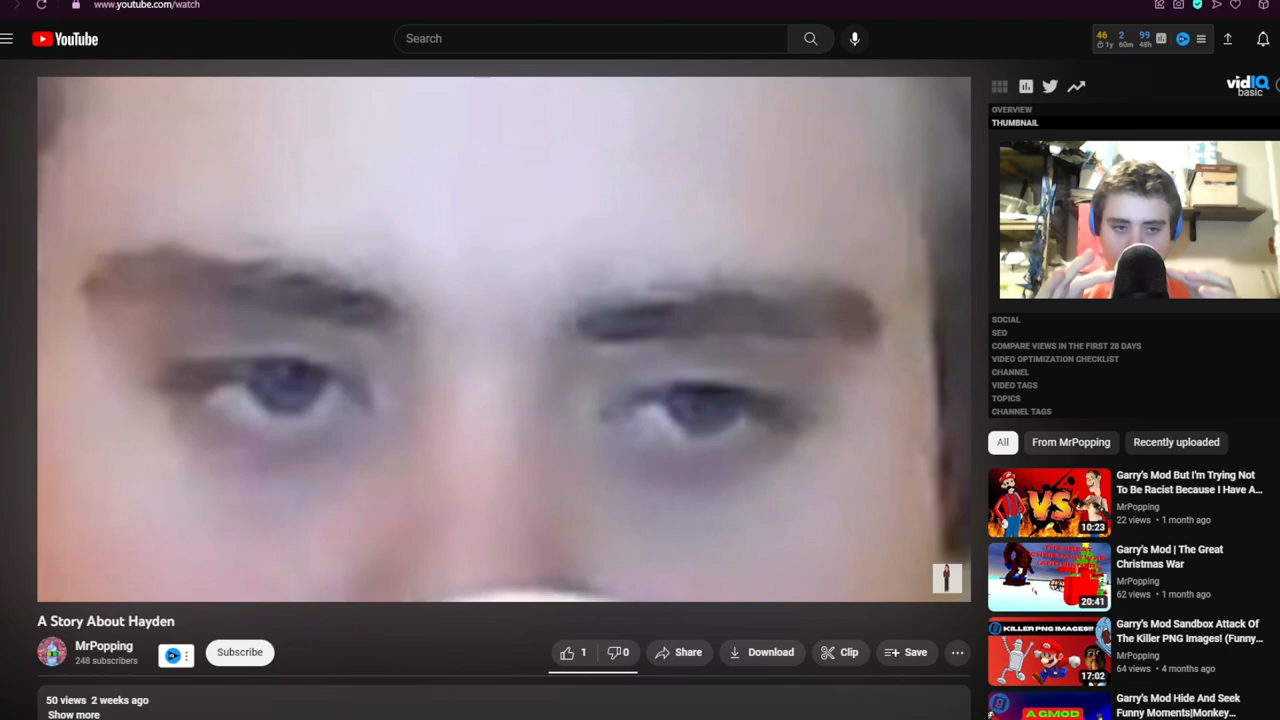 www.youtube.com/watch
YouTube
Search
46 2 99
1y 60m 48h
vidIQ
basic
OVERVIEW
THUMBNAIL
SOCIAL
SEO
COMPARE VIEWS IN THE FIRST 28 DAYS
VIDEO OPTIMIZATION CHECKLIST
CHANNEL
VIDEO TAGS
TOPICS
CHANNEL TAGS
All From MrPopping Recently uploaded
VS
10:23
Garry's Mod But I'm Trying Not
To Be Racist Because I Have A...
MrPopping
22 views • 1 month ago
THE GREAT
CHRISTMAS WAR
20:41
Garry's Mod | The Great
Christmas War
MrPopping
62 views • 1 month ago
KILLER PNG IMAGES!!!
17:02
Garry's Mod Sandbox Attack Of
The Killer PNG Images! (Funny...
MrPopping
64 views • 4 months ago
A GMOD
Garry's Mod Hide And Seek
Funny Moments|Monkey...
A Story About Hayden
MrPopping
248 subscribers
Subscribe
1 0 Share Download Clip Save
50 views 2 weeks ago
Show more